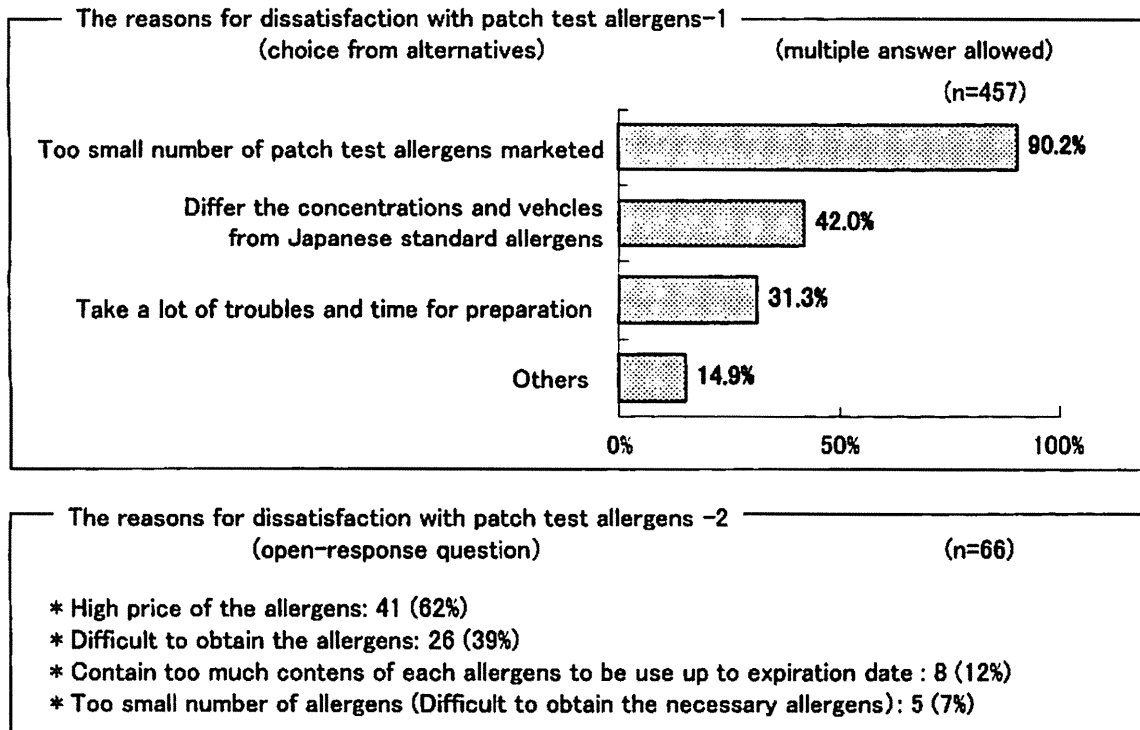 The reasons for dissatisfaction with patch test allergens-1
(choice from alternatives) (multiple answer allowed)
(n=457)
Too small number of patch test allergens marketed 90.2%
Differ the concentrations and vehcles
from Japanese standard allergens 42.0%
Take a lot of troubles and time for preparation 31.3%
Others 14.9%
0% 50% 100%
The reasons for dissatisfaction with patch test allergens -2
(open-response question) (n=66)
* High price of the allergens: 41 (62%)
* Difficult to obtain the allergens: 26 (39%)
* Contain too much contens of each allergens to be use up to expiration date : 8 (12%)
* Too small number of allergens (Difficult to obtain the necessary allergens): 5 (7%)